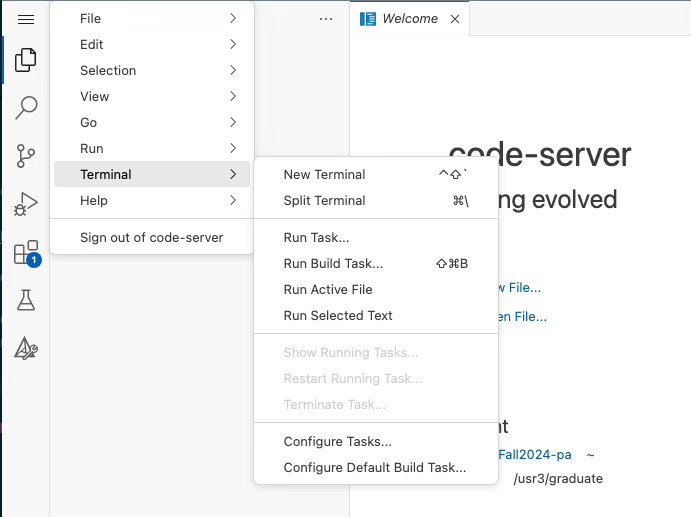 File
Edit
Selection
View
Go
Run
Terminal
Help
Sign out of code-server
New Terminal ^⇧`
Split Terminal ⌘\
Run Task...
Run Build Task... ⇧⌘B
Run Active File
Run Selected Text
Show Running Tasks...
Restart Running Task...
Terminate Task...
Configure Tasks...
Configure Default Build Task...
1
...
Welcome
code-server
ng evolved
w File...
en File...
nt
Fall2024-pa ~
/usr3/graduate